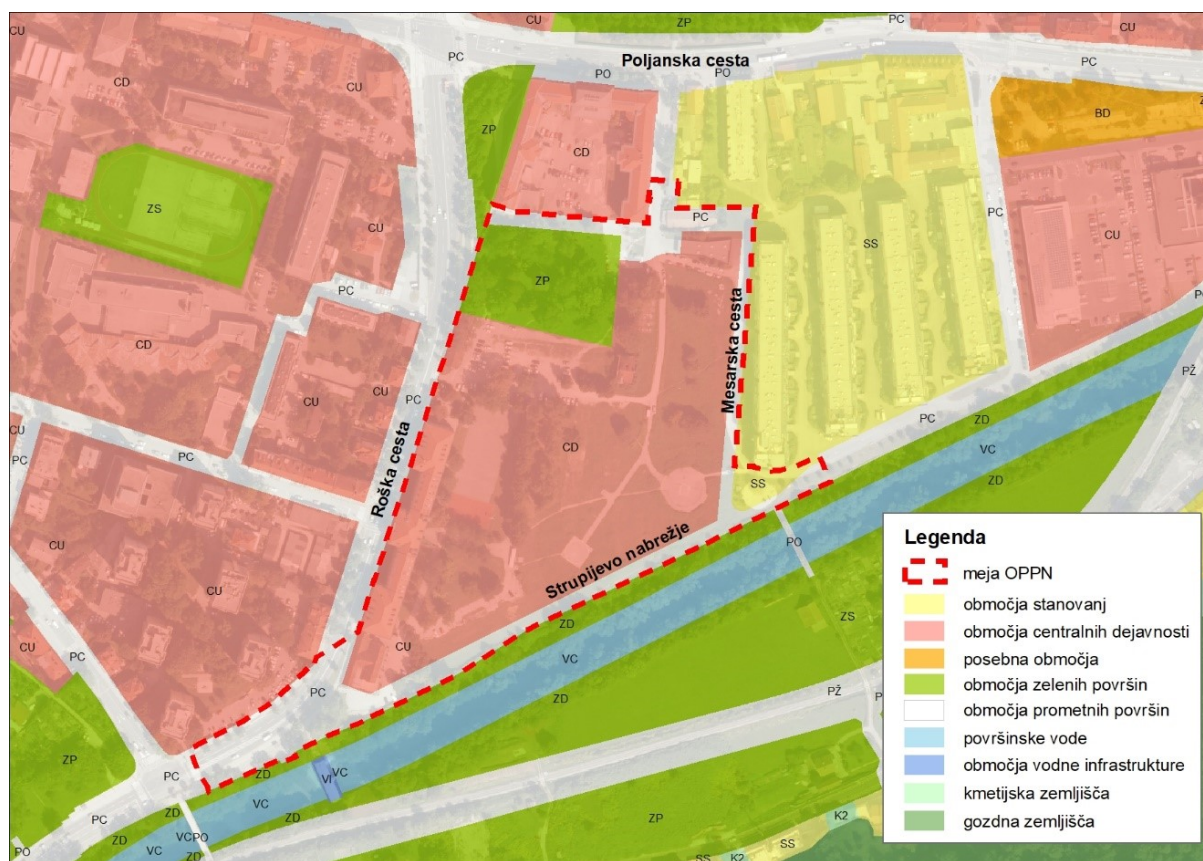 CU
ZP
PC
CU
Poljanska cesta
PC
PO
PO
PC
CD
CU
BD
ZP
CD
ZS
CU
PC
PC
CU
SS
ZP
PC
PC
CD
CU
CU
PC
Mesarska cesta
PŽ
CU
PC
PC
Roška cesta
CD
PC
ZD
VC
ZD
SS
PO
Strupijevo nabrežje
CU
CU
ZD
VC
ZD
ZS
PC
CU
PC
PŽ
ZP
PC
ZD
VI
VC
ZD
VC
PO
VC
PC
ZD
PO
VC
ZD
ZP
K2
SS
SS
K2
Legenda
meja OPPN
območja stanovanj
območja centralnih dejavnosti
posebna območja
območja zelenih površin
območja prometnih površin
površinske vode
območja vodne infrastrukture
kmetijska zemljišča
gozdna zemljišča